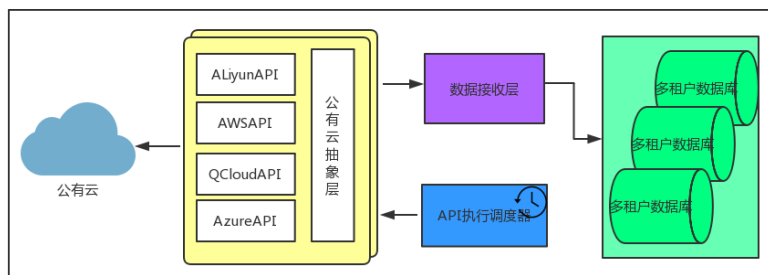 公有云
ALiyunAPI
AWSAPI
QCloudAPI
AzureAPI
公有云抽象层
数据接收层
API执行调度器
多租户数据库
多租户数据库
多租户数据库